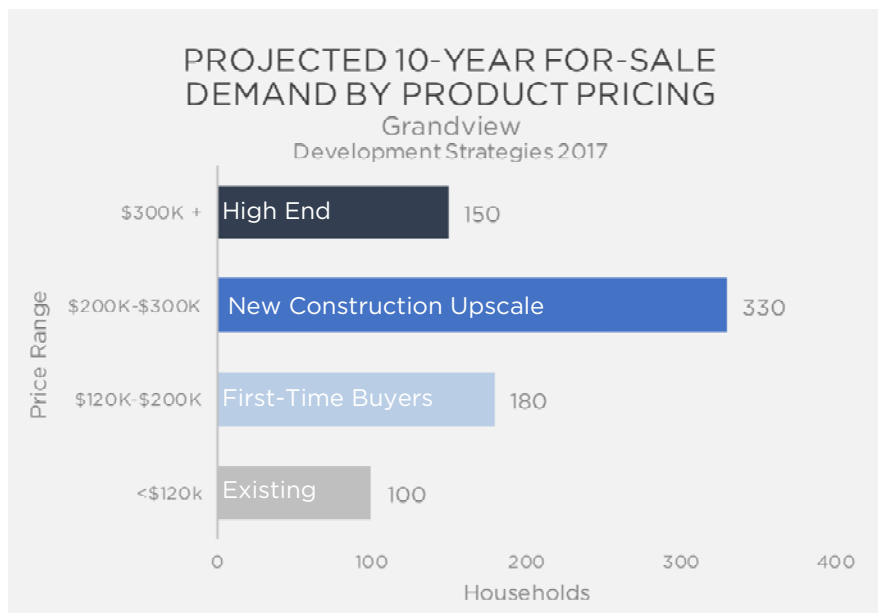 PROJECTED 10-YEAR FOR-SALE
DEMAND BY PRODUCT PRICING
Grandview
Development Strategies 2017
$300K +
High End
150
$200K-$300K
New Construction Upscale
330
$120K-$200K
First-Time Buyers
180
<$120k
Existing
100
Price Range
0 100 200 300 400
Households